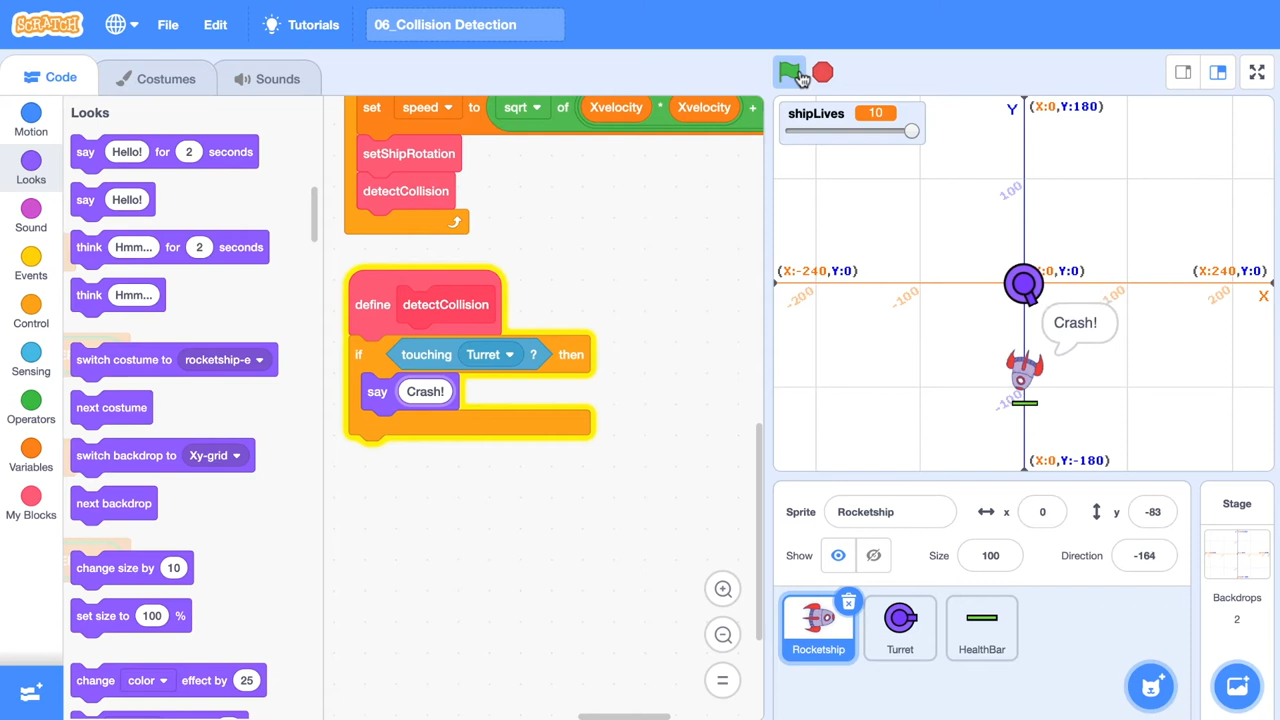 SCRATCH File Edit Tutorials 06_Collision Detection
Code Costumes Sounds
Motion
Looks
Sound
Events
Control
Sensing
Operators
Variables
My Blocks
Looks
say Hello! for 2 seconds
say Hello!
think Hmm... for 2 seconds
think Hmm...
switch costume to rocketship-e
next costume
switch backdrop to Xy-grid
next backdrop
change size by 10
set size to 100 %
change color effect by 25
set speed to sqrt of Xvelocity * Xvelocity +
setShipRotation
detectCollision
define detectCollision
if touching Turret ? then
say Crash!
shipLives 10
Y (X:0,Y:180)
100
(X:-240,Y:0) :0,Y:0) (X:240,Y:0)
-200 -100 100 200 X
Crash!
-100
(X:0,Y:-180)
Sprite Rocketship x 0 y -83
Show Size 100 Direction -164
Rocketship Turret HealthBar
Stage
Backdrops
2